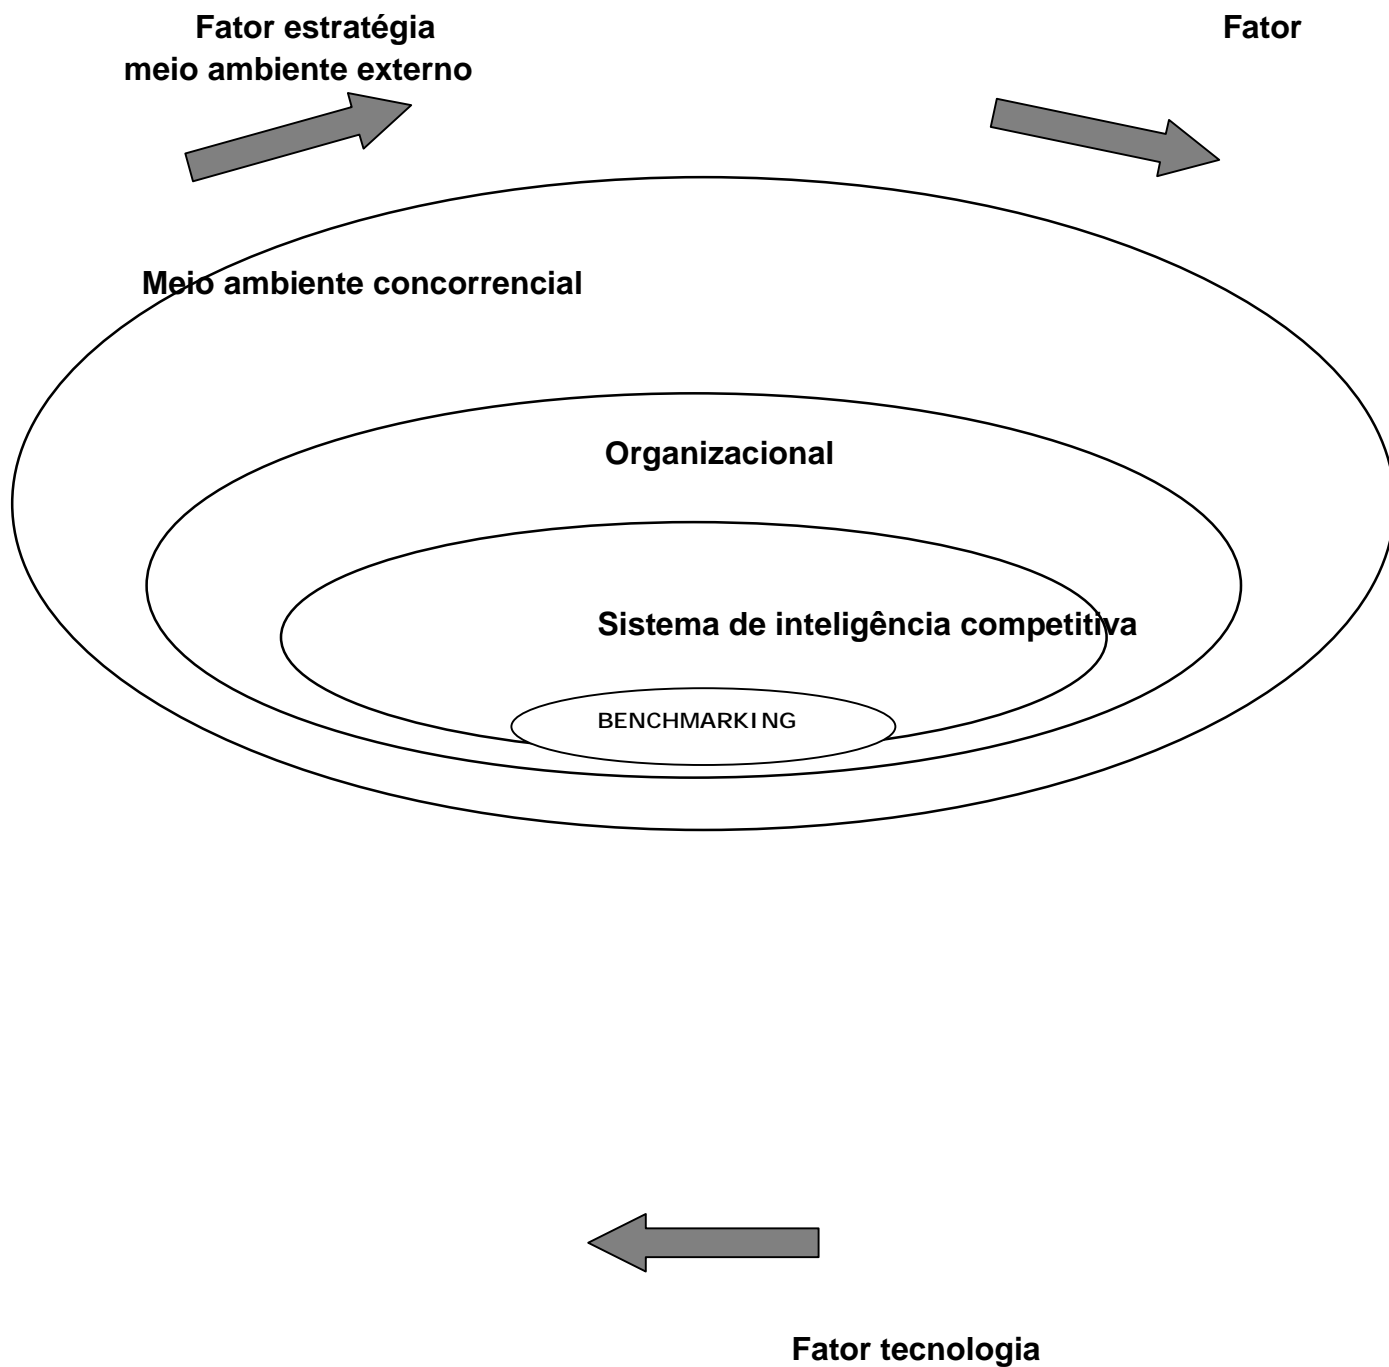 Fator estratégia
meio ambiente externo
Fator
Meio ambiente concorrencial
Organizacional
Sistema de inteligência competitiva
BENCHMARKING
Fator tecnologia